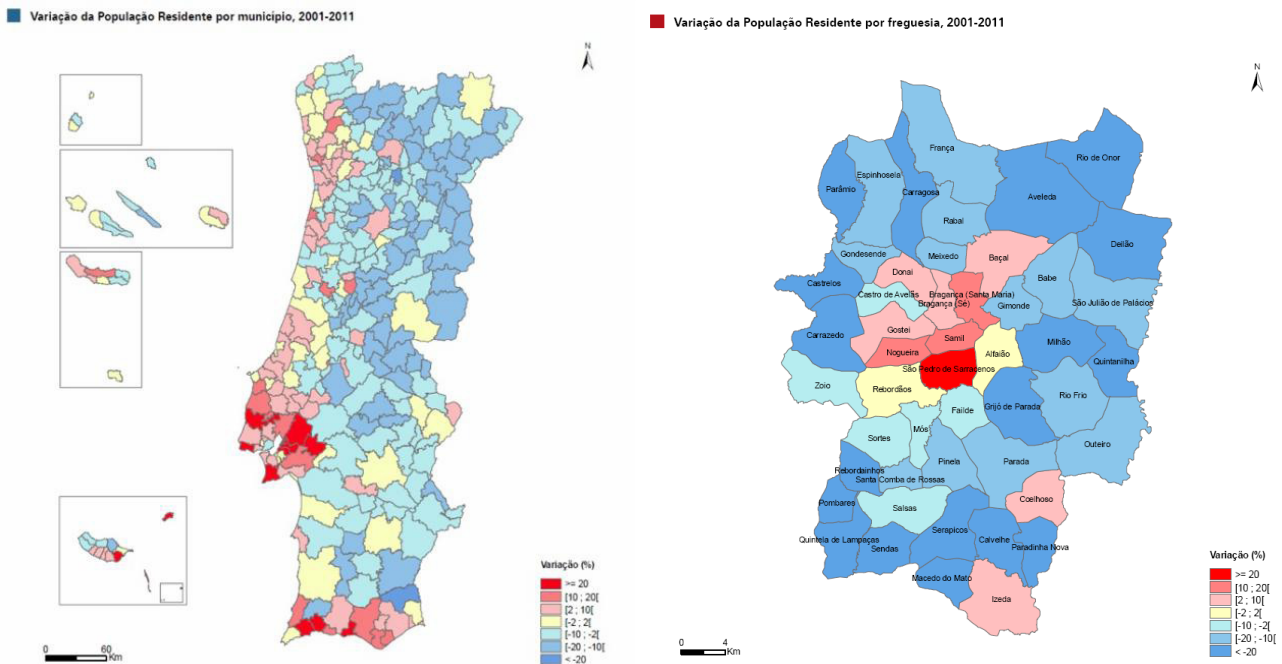 Variação da População Residente por município, 2001-2011
N
Variação (%)
>= 20
[10 ; 20[
[2 ; 10[
[-2 ; 2[
[-10 ; -2[
[-20 ; -10[
< -20
0 60
Km
Variação da População Residente por freguesia, 2001-2011
N
França
Rio de Onor
Espinhosela
Parâmio
Carragosa
Aveleda
Rabal
Deilão
Gondesende
Meixedo
Baçal
Donai
Babe
Castrelos
Castro de Avelãs
Bragança (Santa Maria)
Bragança (Sé)
Gimonde
São Julião de Palácios
Carrazedo
Gostei
Samil
Milhão
Nogueira
Alfaião
Quintanilha
São Pedro de Sarracenos
Zoio
Rebordãos
Rio Frio
Grijó de Parada
Faílde
Mós
Sortes
Outeiro
Pinela
Parada
Rebordainhos
Santa Comba de Rossas
Coelhoso
Pombares
Salsas
Serapicos
Quintela de Lampaças
Sendas
Calvelhe
Paradinha Nova
Macedo do Mato
Izeda
Variação (%)
>= 20
[10 ; 20[
[2 ; 10[
[-2 ; 2[
[-10 ; -2[
[-20 ; -10[
< -20
0 4
Km